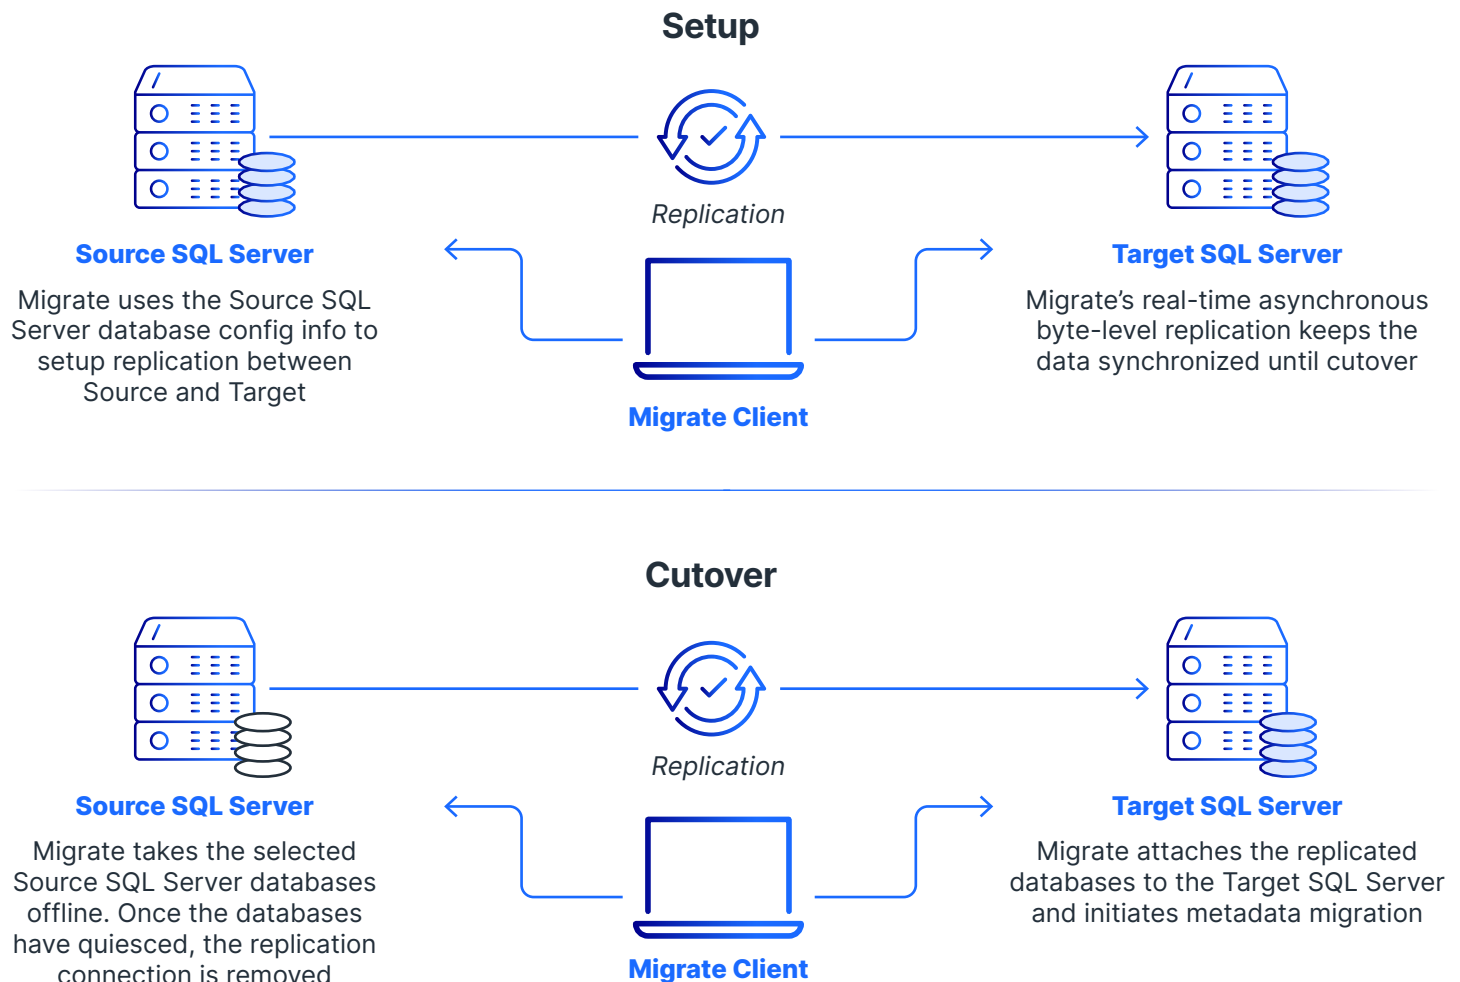 Setup
Replication
Source SQL Server
Migrate uses the Source SQL
Server database config info to
setup replication between
Source and Target
Target SQL Server
Migrate’s real-time asynchronous
byte-level replication keeps the
data synchronized until cutover
Migrate Client
Cutover
Replication
Source SQL Server
Migrate takes the selected
Source SQL Server databases
offline. Once the databases
have quiesced, the replication
connection is removed
Target SQL Server
Migrate attaches the replicated
databases to the Target SQL Server
and initiates metadata migration
Migrate Client